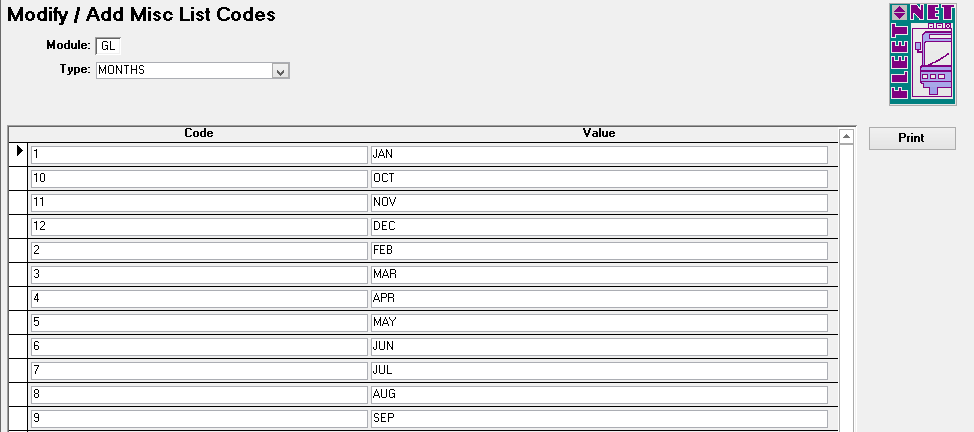 Modify / Add Misc List Codes
FLEET NET
Module: GL
Type: MONTHS
Code Value
Print
1 JAN
10 OCT
11 NOV
12 DEC
2 FEB
3 MAR
4 APR
5 MAY
6 JUN
7 JUL
8 AUG
9 SEP